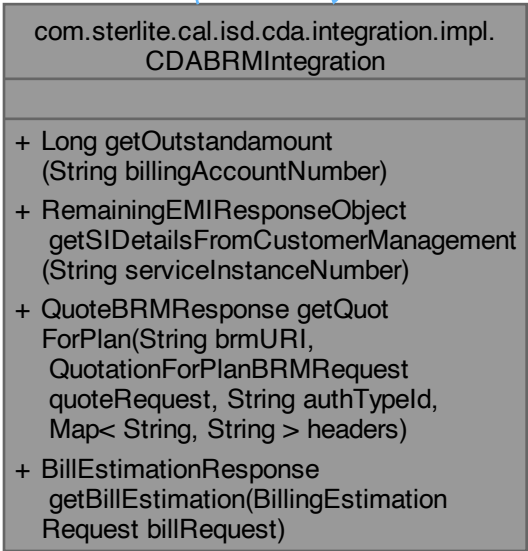 com.sterlite.cal.isd.cda.integration.impl.
CDABRMIntegration
+ Long getOutstandamount
(String billingAccountNumber)
+ RemainingEMIResponseObject
getSIDetailsFromCustomerManagement
(String serviceInstanceNumber)
+ QuoteBRMResponse getQuot
ForPlan(String brmURI,
QuotationForPlanBRMRequest
quoteRequest, String authTypeId,
Map< String, String > headers)
+ BillEstimationResponse
getBillEstimation(BillingEstimation
Request billRequest)